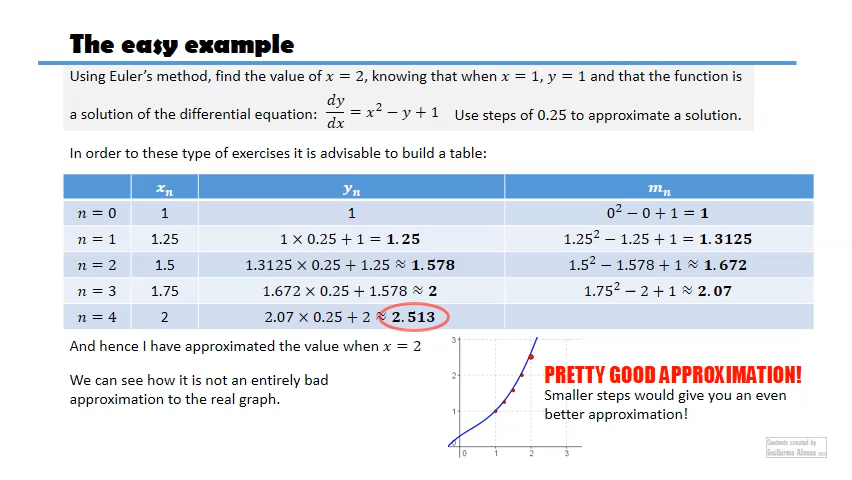 The easy example
Using Euler's method, find the value of x = 2, knowing that when x = 1, y = 1 and that the function is
a solution of the differential equation: dy/dx = x² − y + 1 Use steps of 0.25 to approximate a solution.
In order to these type of exercises it is advisable to build a table:
xₙ yₙ mₙ
n = 0 1 1 0² − 0 + 1 = 1
n = 1 1.25 1 × 0.25 + 1 = 1.25 1.25² − 1.25 + 1 = 1.3125
n = 2 1.5 1.3125 × 0.25 + 1.25 ≈ 1.578 1.5² − 1.578 + 1 ≈ 1.672
n = 3 1.75 1.672 × 0.25 + 1.578 ≈ 2 1.75² − 2 + 1 ≈ 2.07
n = 4 2 2.07 × 0.25 + 2 ≈ 2.513
And hence I have approximated the value when x = 2
We can see how it is not an entirely bad
approximation to the real graph.
3
2
1
0
0 1 2 3
PRETTY GOOD APPROXIMATION!
Smaller steps would give you an even
better approximation!
Contents created by
Guillermo Alonso